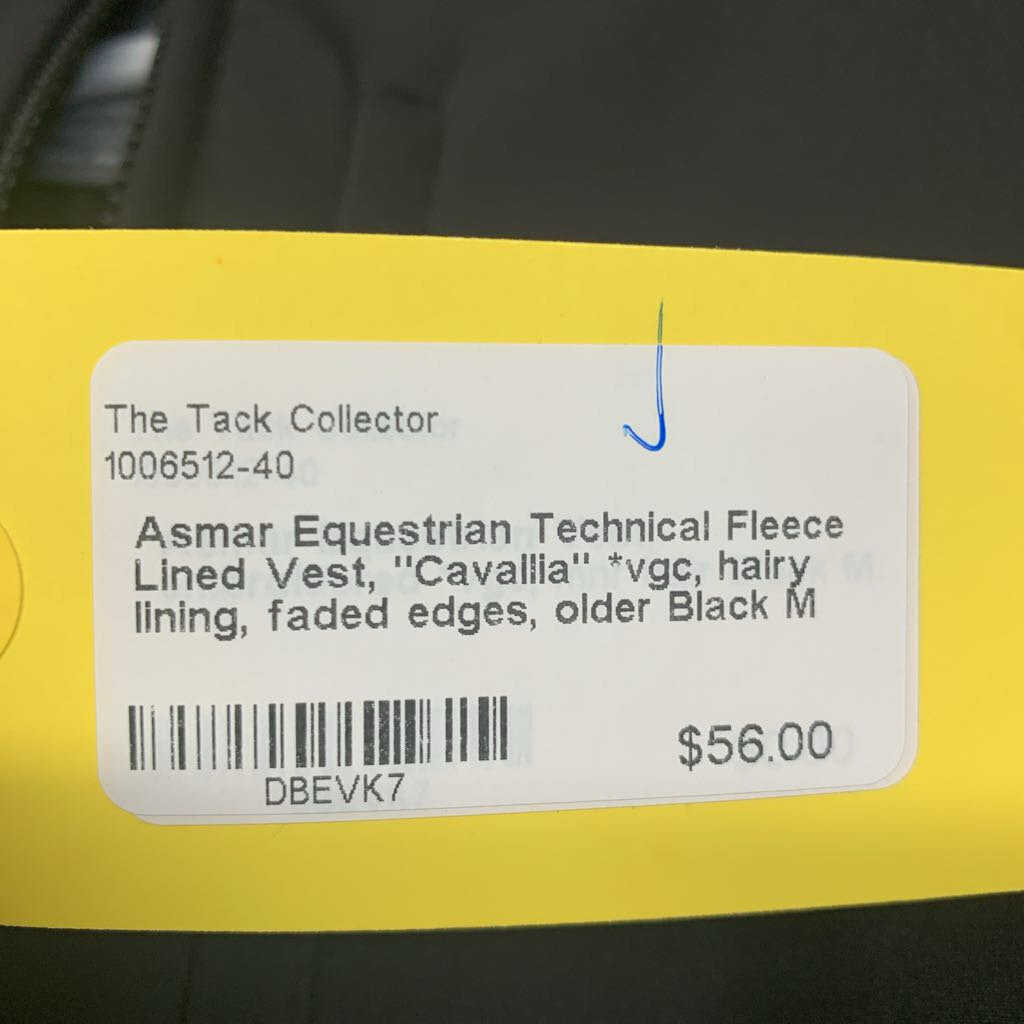 The Tack Collector
1006512-40
Asmar Equestrian Technical Fleece
Lined Vest, "Cavallia" *vgc, hairy
lining, faded edges, older Black M
DBEVK7
$56.00